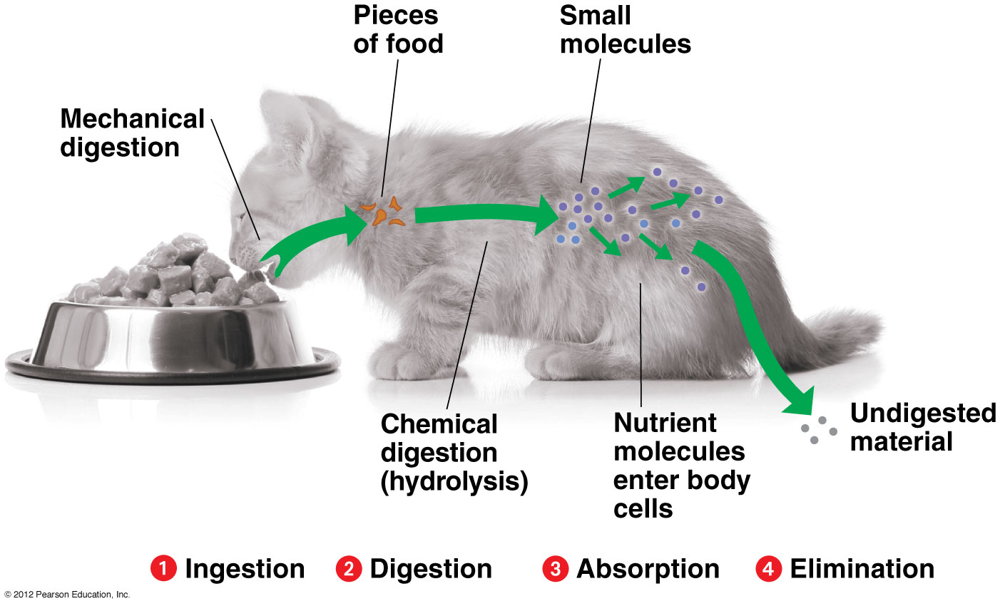 Pieces
of food
Small
molecules
Mechanical
digestion
Chemical
digestion
(hydrolysis)
Nutrient
molecules
enter body
cells
Undigested
material
1 Ingestion
2 Digestion
3 Absorption
4 Elimination
© 2012 Pearson Education, Inc.